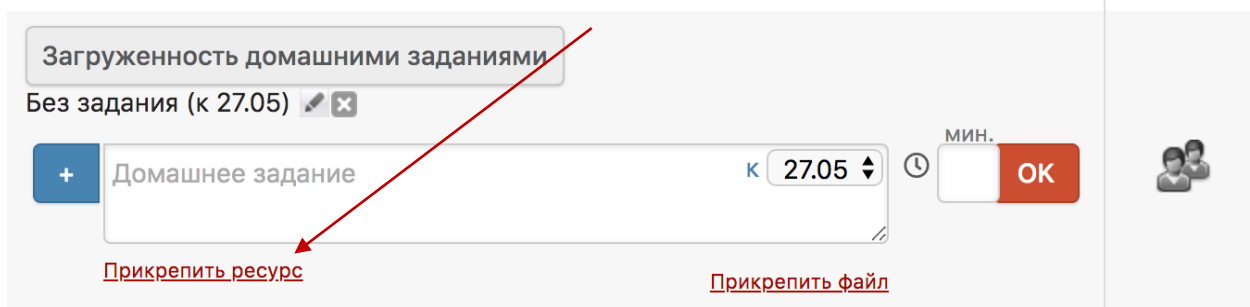 Загруженность домашними заданиями
Без задания (к 27.05)
мин.
+ Домашнее задание к 27.05 OK
Прикрепить ресурс Прикрепить файл